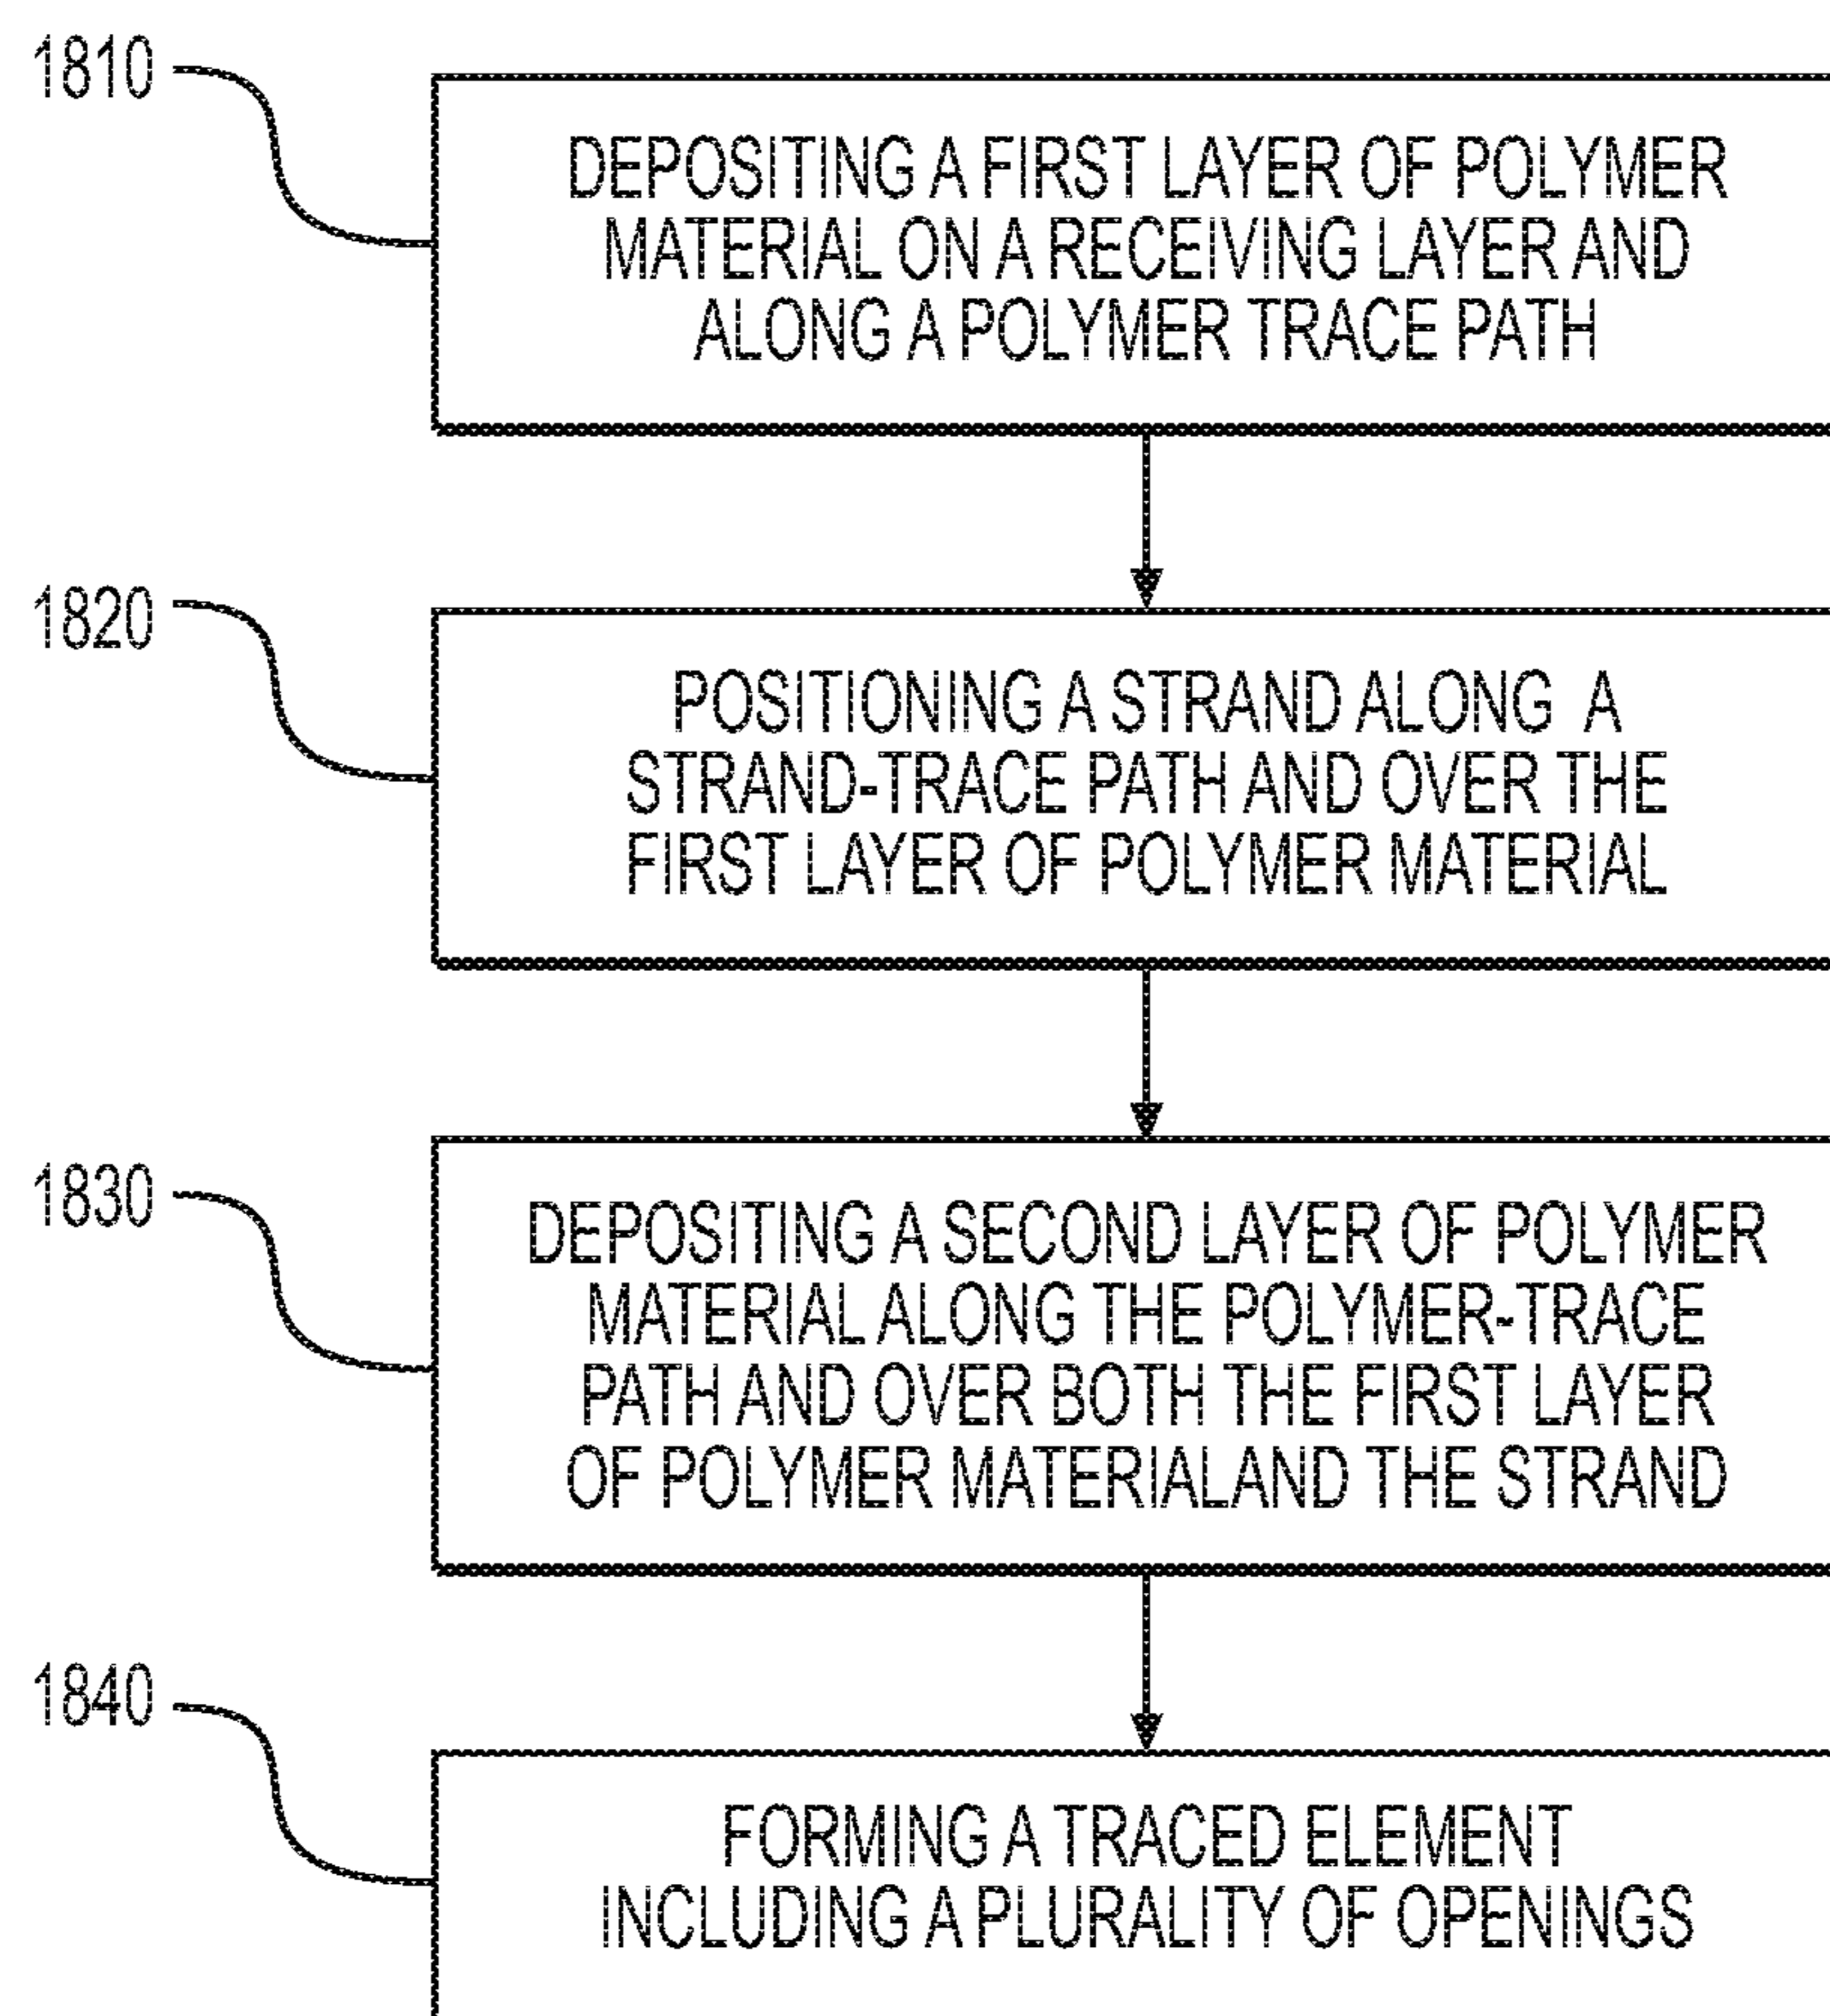 1810
DEPOSITING A FIRST LAYER OF POLYMER
MATERIAL ON A RECEIVING LAYER AND
ALONG A POLYMER TRACE PATH
1820
POSITIONING A STRAND ALONG A
STRAND-TRACE PATH AND OVER THE
FIRST LAYER OF POLYMER MATERIAL
1830
DEPOSITING A SECOND LAYER OF POLYMER
MATERIAL ALONG THE POLYMER-TRACE
PATH AND OVER BOTH THE FIRST LAYER
OF POLYMER MATERIALAND THE STRAND
1840
FORMING A TRACED ELEMENT
INCLUDING A PLURALITY OF OPENINGS